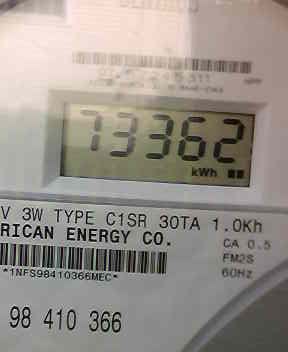 73362
kWh
V 3W TYPE C1SR 30TA 1.0Kh
RICAN ENERGY CO.
CA 0.5
FM2S
60Hz
*1NFS98410366MEC*
98 410 366